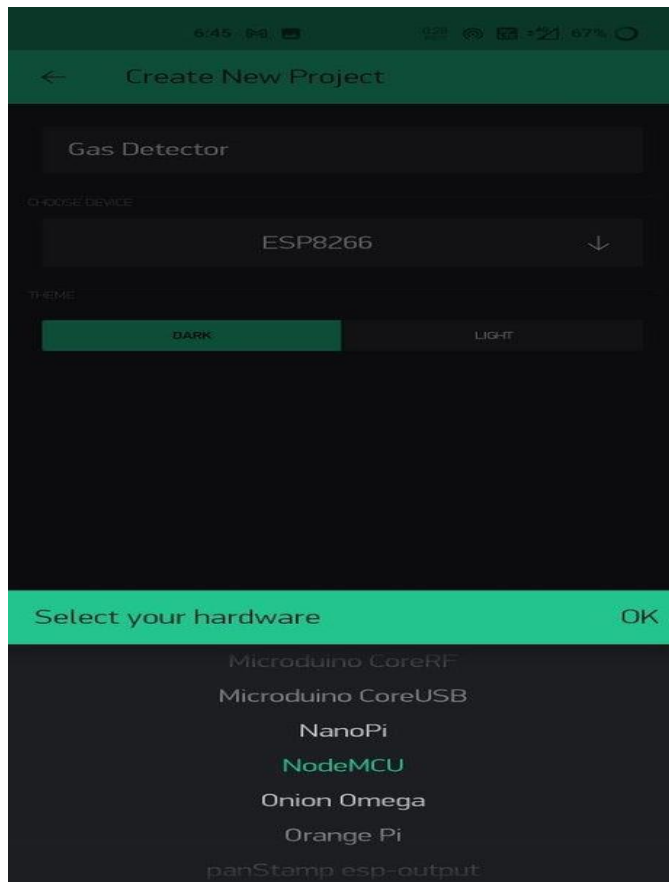 6:45
67%
Create New Project
Gas Detector
CHOOSE DEVICE
ESP8266
THEME
DARK LIGHT
Select your hardware OK
Microduino CoreRF
Microduino CoreUSB
NanoPi
NodeMCU
Onion Omega
Orange Pi
panStamp esp-output